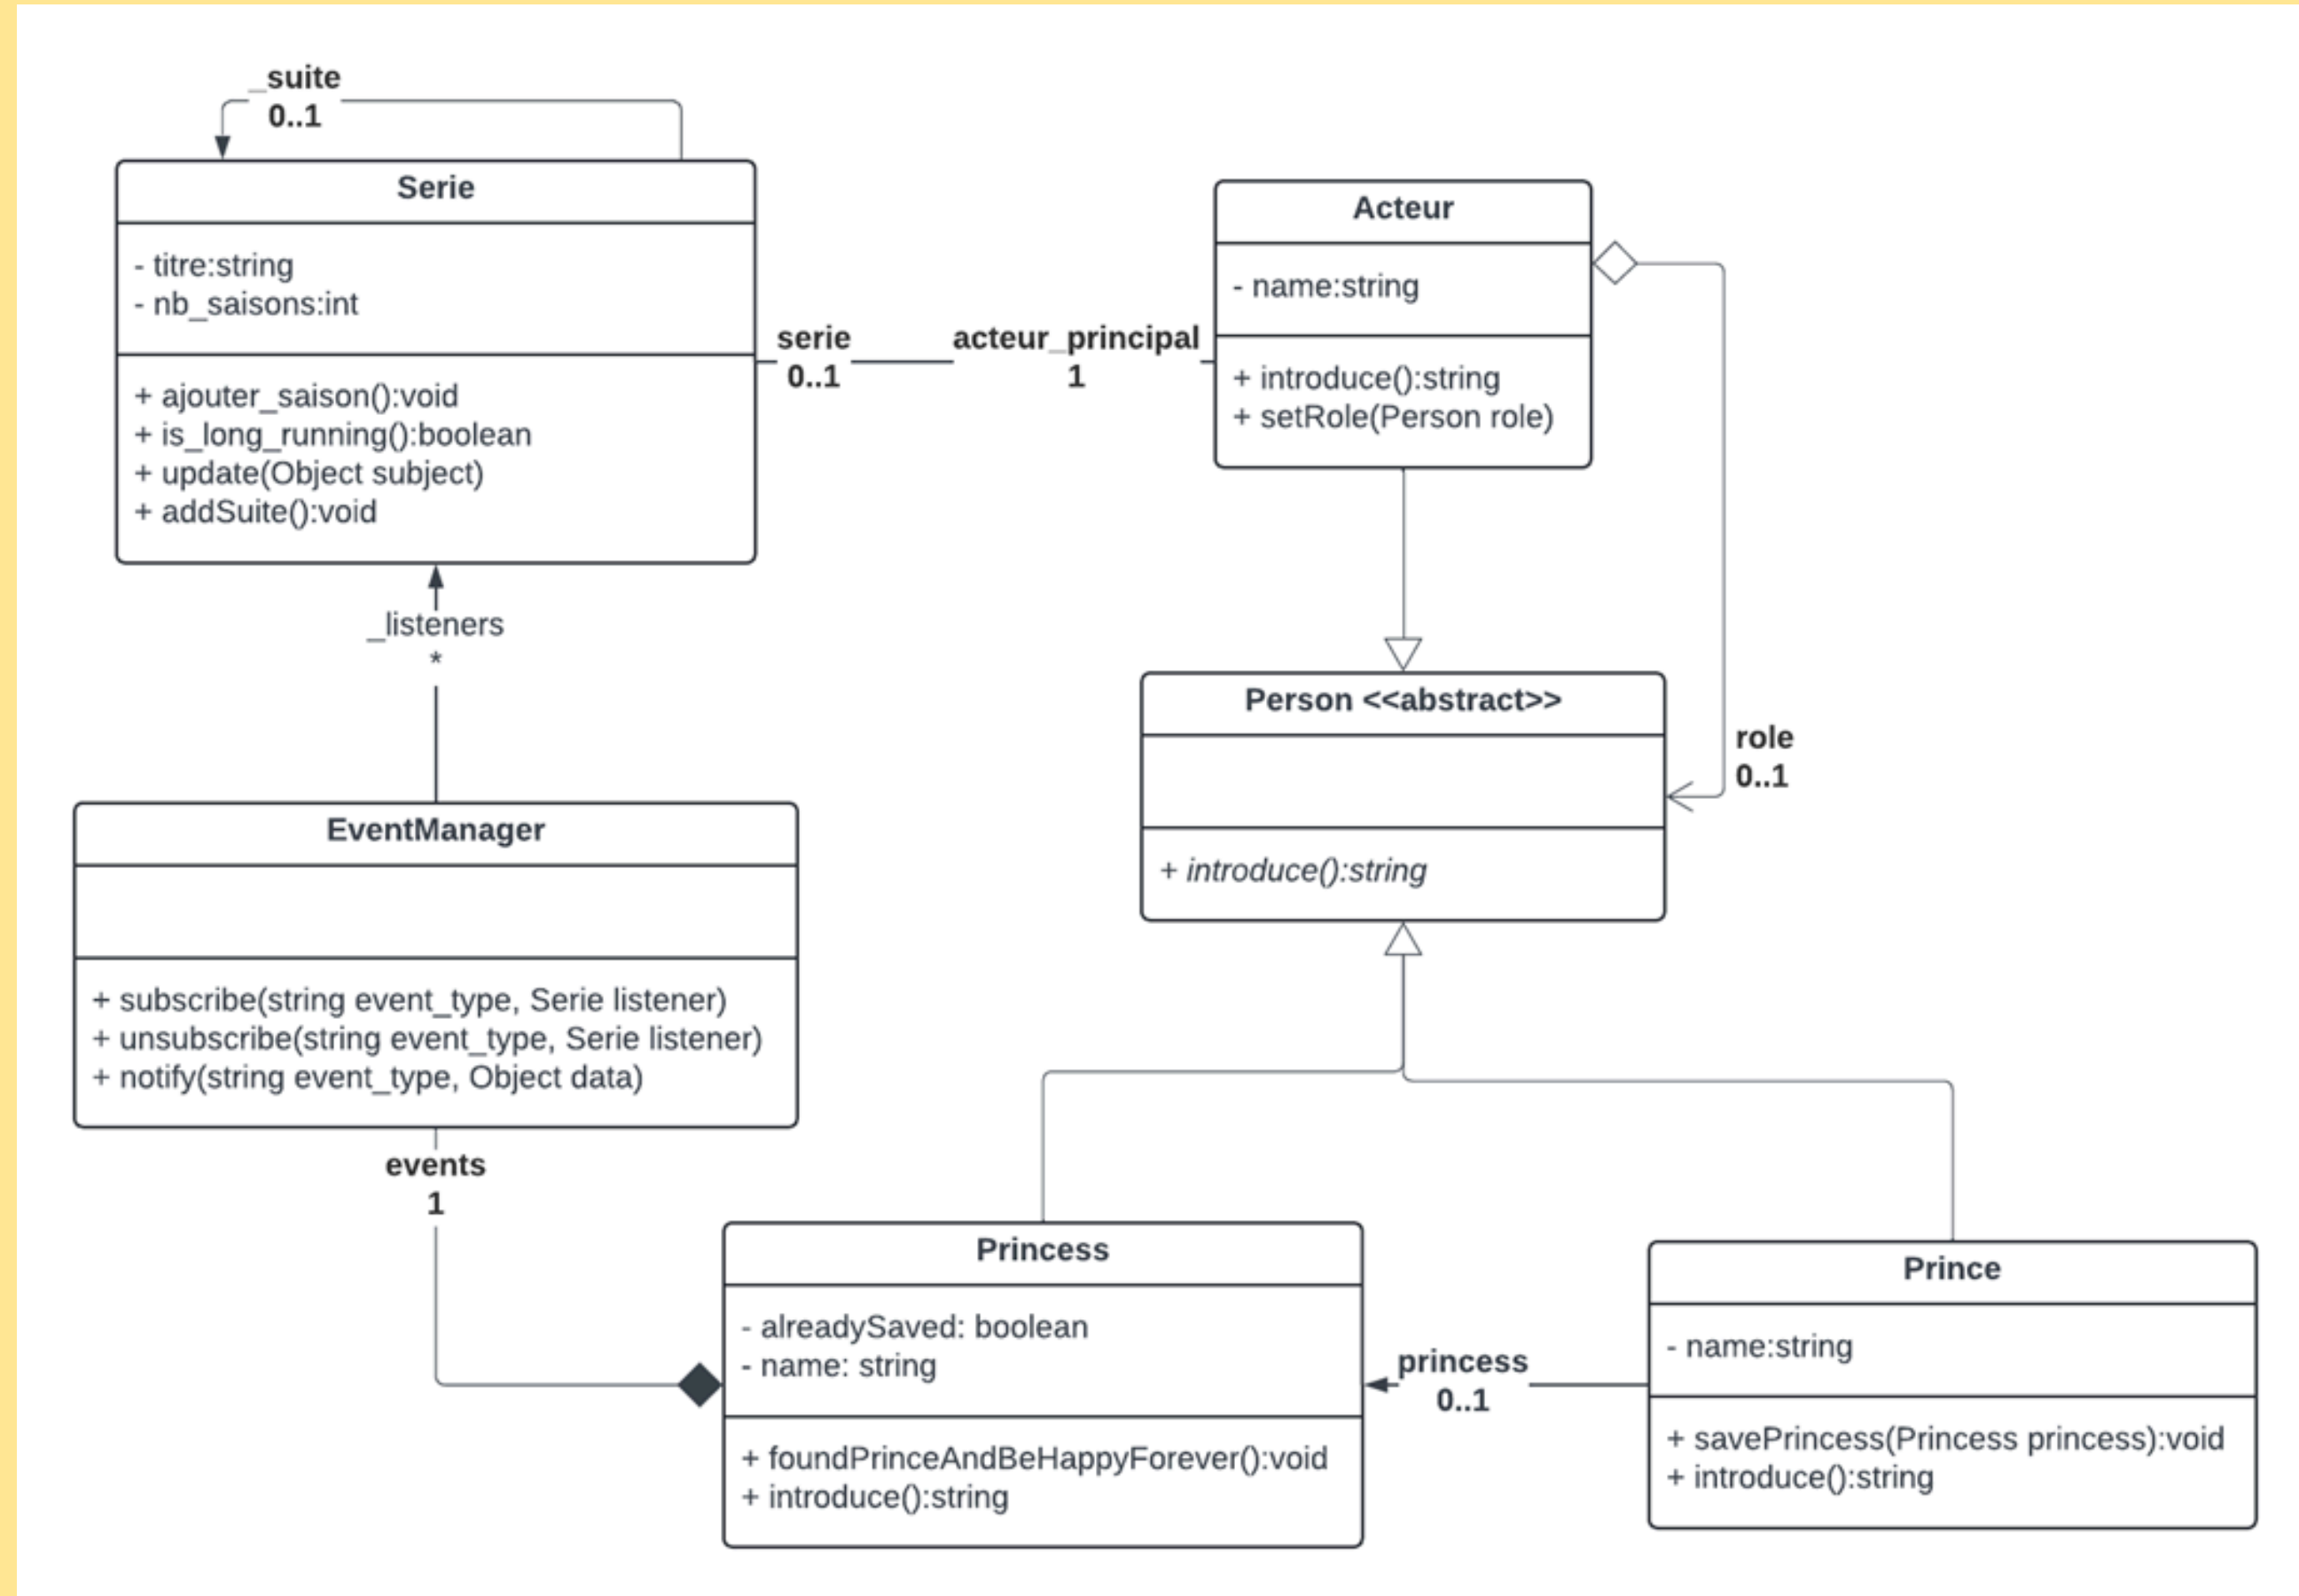 _suite
0..1
Serie
- titre:string
- nb_saisons:int
+ ajouter_saison():void
+ is_long_running():boolean
+ update(Object subject)
+ addSuite():void
serie
0..1
acteur_principal
1
Acteur
- name:string
+ introduce():string
+ setRole(Person role)
_listeners
*
Person <<abstract>>
+ introduce():string
role
0..1
EventManager
+ subscribe(string event_type, Serie listener)
+ unsubscribe(string event_type, Serie listener)
+ notify(string event_type, Object data)
events
1
Princess
- alreadySaved: boolean
- name: string
+ foundPrinceAndBeHappyForever():void
+ introduce():string
princess
0..1
Prince
- name:string
+ savePrincess(Princess princess):void
+ introduce():string